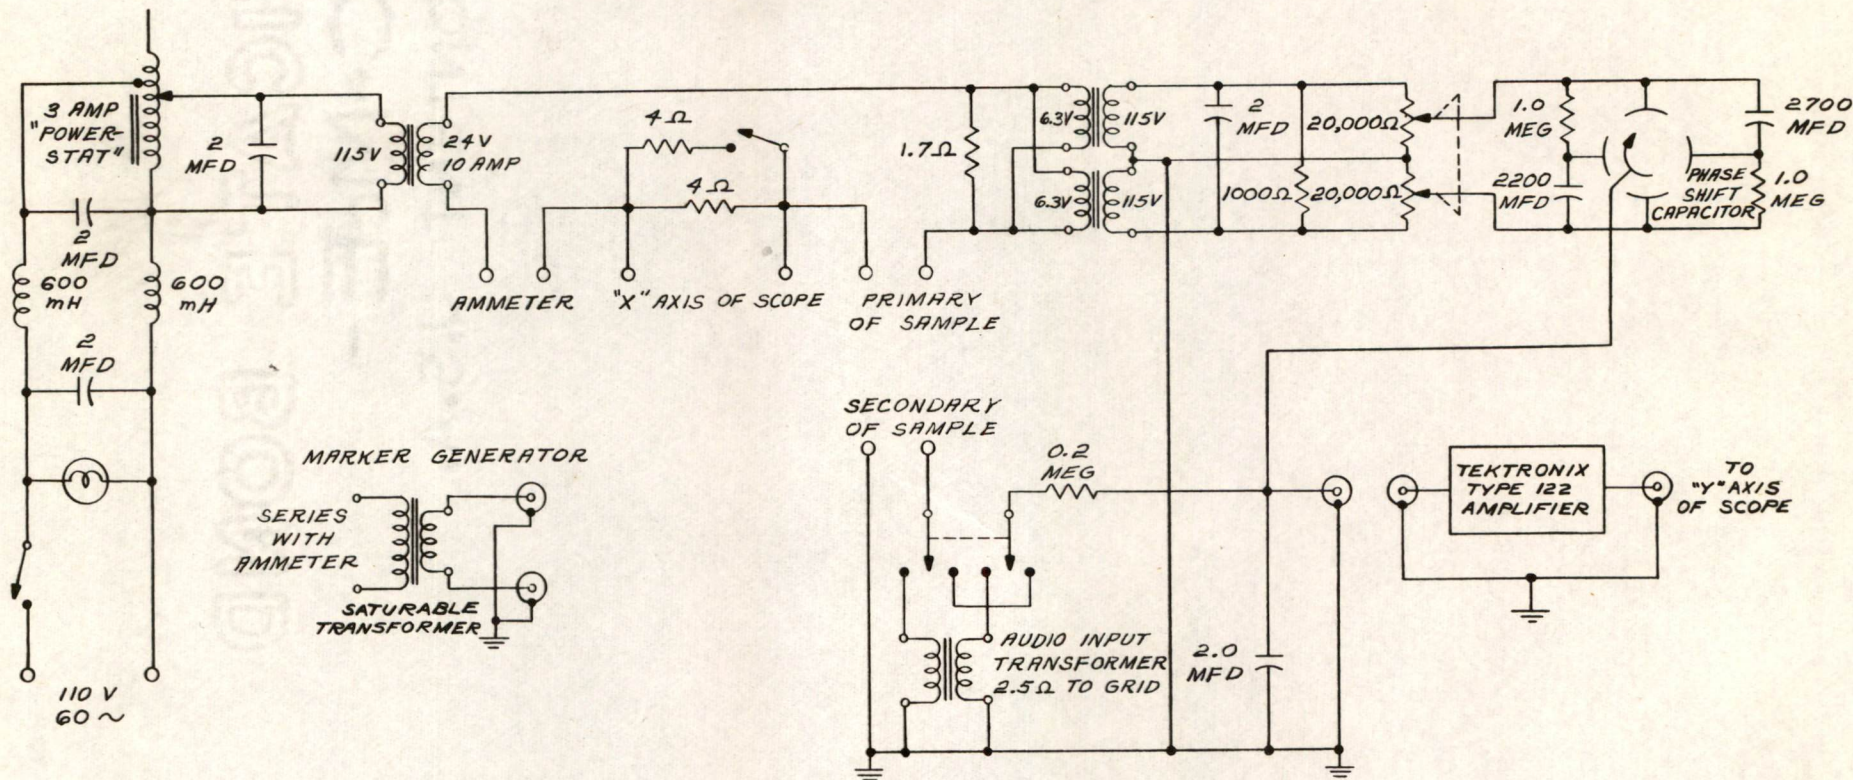 3 AMP
"POWER-
STAT"
2
MFD
115V
24V
10 AMP
4Ω
4Ω
1.7Ω
6.3V
115V
6.3V
115V
2
MFD
1000Ω
20,000Ω
20,000Ω
1.0
MEG
2200
MFD
PHASE
SHIFT
CAPACITOR
2700
MFD
1.0
MEG
2
MFD
600
mH
600
mH
2
MFD
110 V
60 ~
AMMETER
"X" AXIS OF SCOPE
PRIMARY
OF SAMPLE
MARKER GENERATOR
SERIES
WITH
AMMETER
SATURABLE
TRANSFORMER
SECONDARY
OF SAMPLE
0.2
MEG
AUDIO INPUT
TRANSFORMER
2.5Ω TO GRID
2.0
MFD
TEKTRONIX
TYPE 122
AMPLIFIER
TO
"Y" AXIS
OF SCOPE